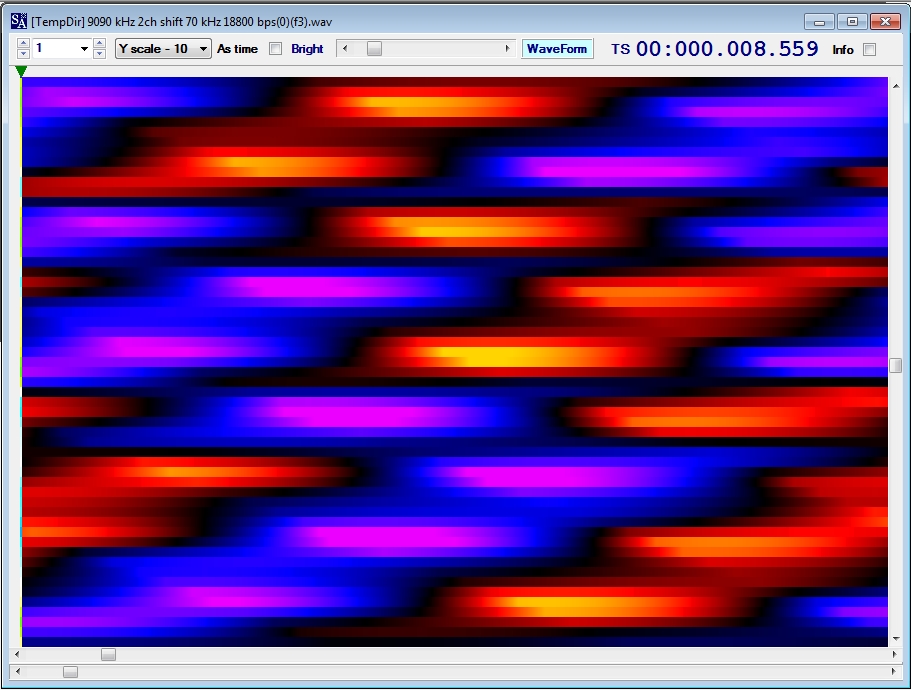 SA [TempDir] 9090 kHz 2ch shift 70 kHz 18800 bps(0)(f3).wav
1 Y scale - 10 As time Bright WaveForm TS 00:000.008.559 Info